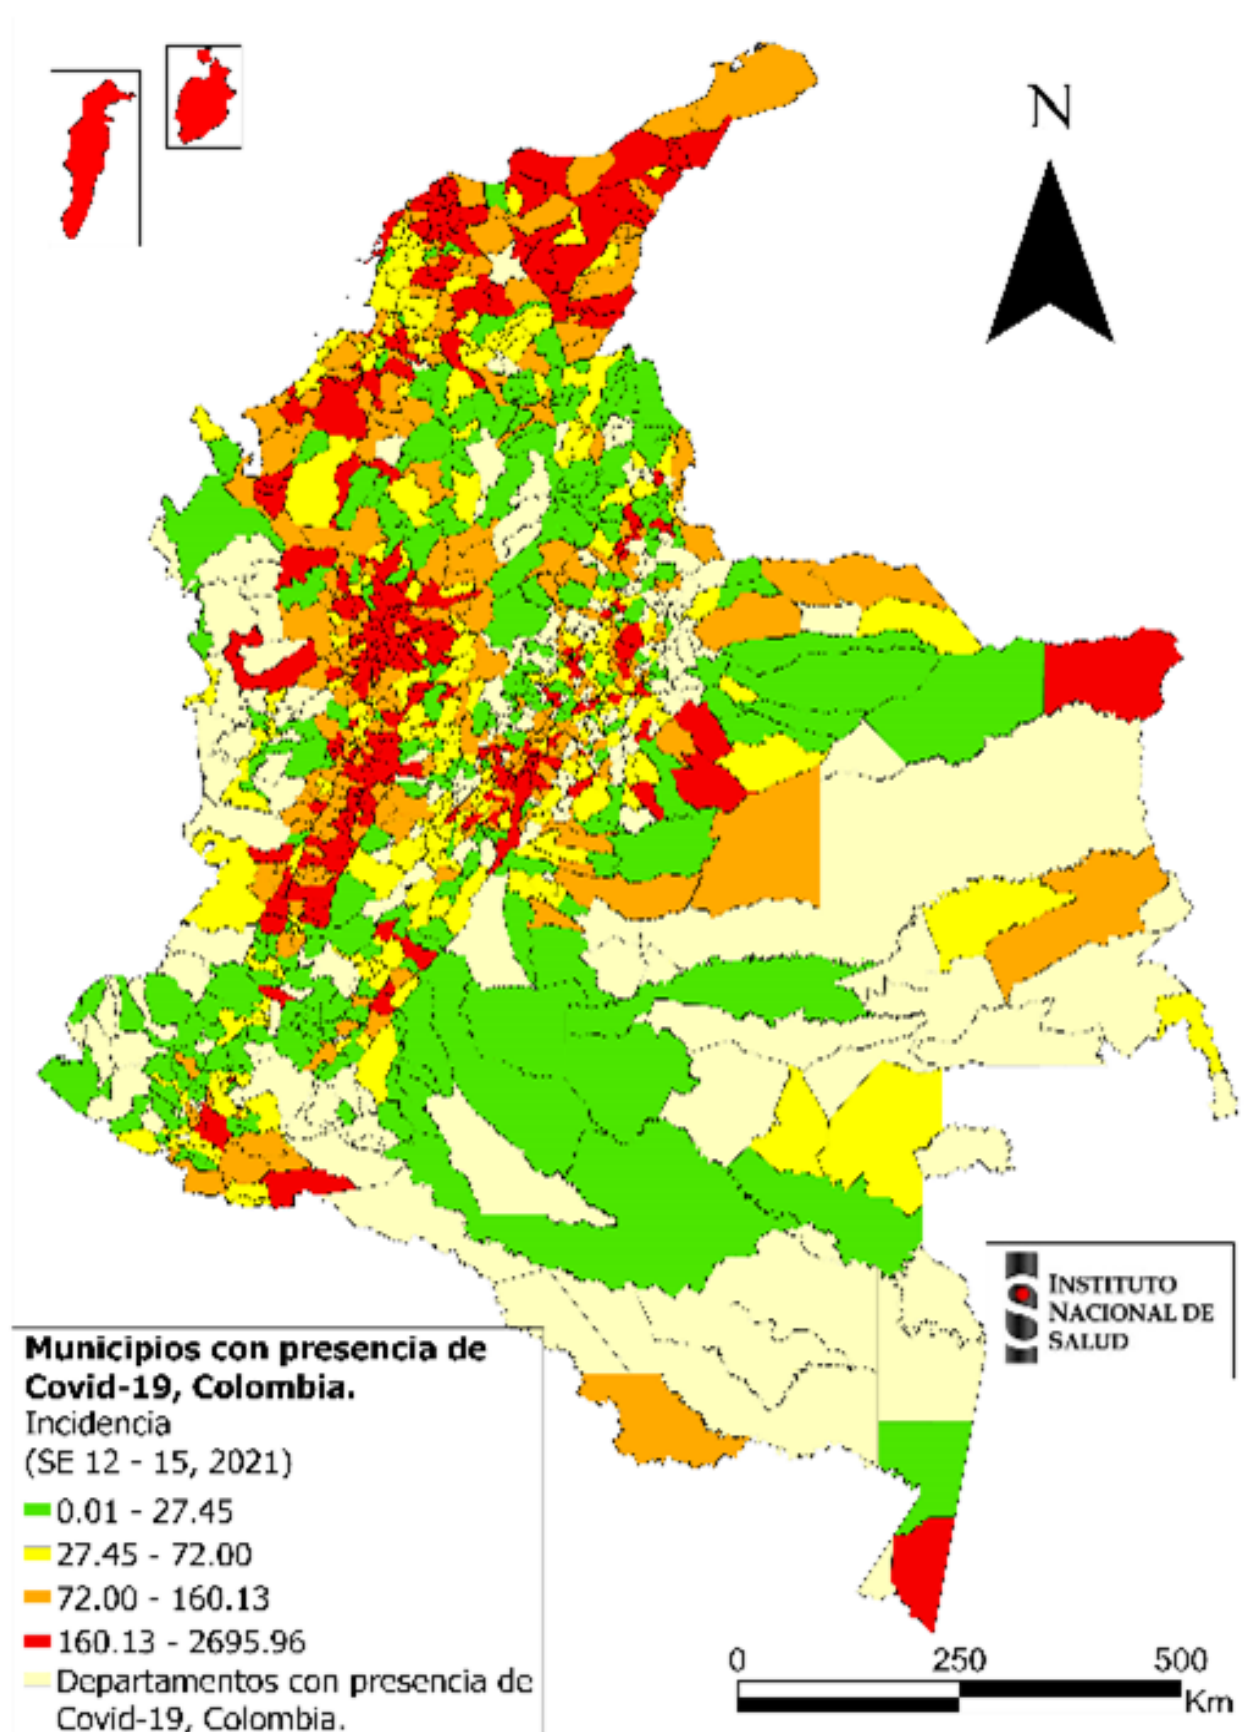 N
INSTITUTO
NACIONAL DE
SALUD
Municipios con presencia de
Covid-19, Colombia.
Incidencia
(SE 12 - 15, 2021)
0.01 - 27.45
27.45 - 72.00
72.00 - 160.13
160.13 - 2695.96
Departamentos con presencia de
Covid-19, Colombia.
0 250 500
Km